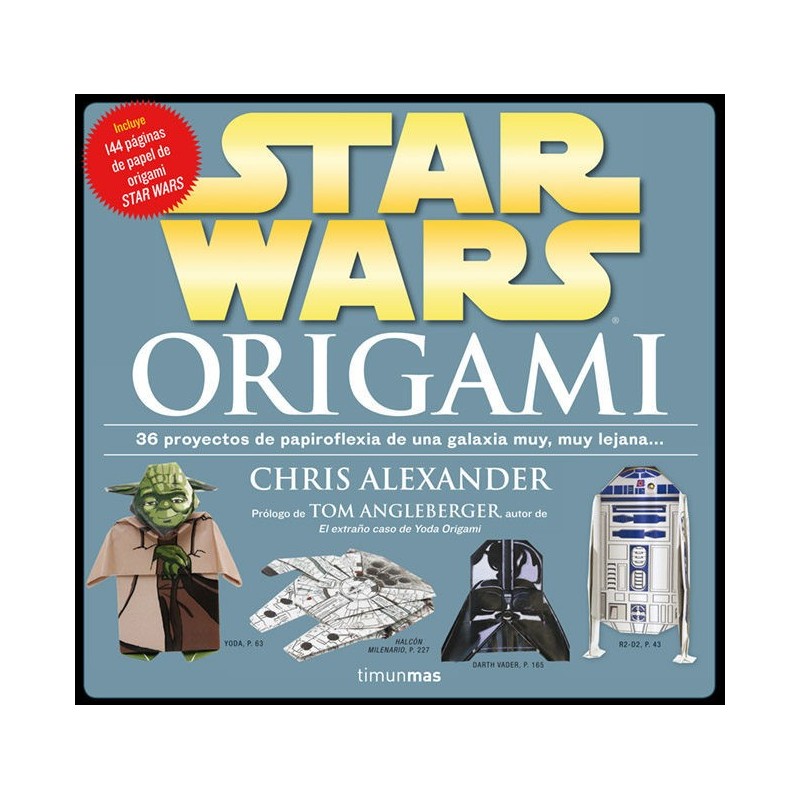 Incluye
144 páginas
de papel de
origami
STAR WARS
STAR
WARS®
ORIGAMI
36 proyectos de papiroflexia de una galaxia muy, muy lejana...
CHRIS ALEXANDER
Prólogo de TOM ANGLEBERGER, autor de
El extraño caso de Yoda Origami
YODA, P. 63
HALCÓN
MILENARIO, P. 227
DARTH VADER, P. 165
R2-D2, P. 43
timunmas